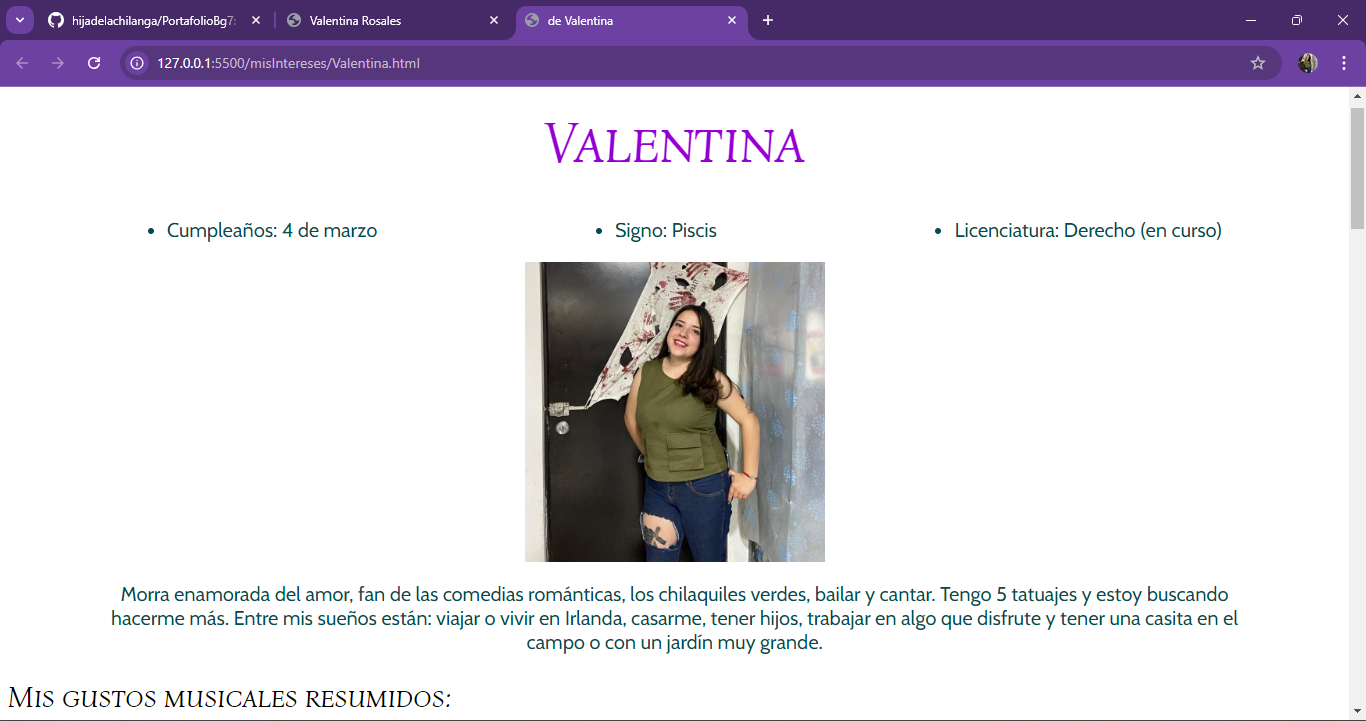 hijadelachilanga/PortafolioBg7:
Valentina Rosales
de Valentina
127.0.0.1:5500/misIntereses/Valentina.html
VALENTINA
• Cumpleaños: 4 de marzo
• Signo: Piscis
• Licenciatura: Derecho (en curso)
Morra enamorada del amor, fan de las comedias románticas, los chilaquiles verdes, bailar y cantar. Tengo 5 tatuajes y estoy buscando
hacerme más. Entre mis sueños están: viajar o vivir en Irlanda, casarme, tener hijos, trabajar en algo que disfrute y tener una casita en el
campo o con un jardín muy grande.
MIS GUSTOS MUSICALES RESUMIDOS: